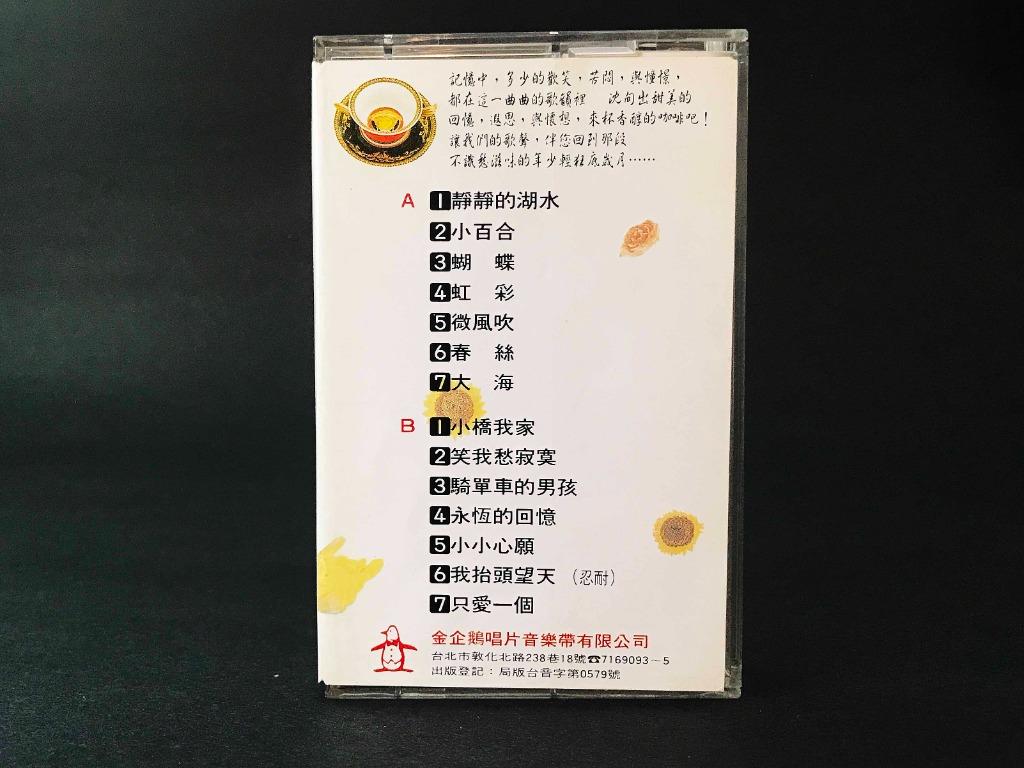 記憶中，多少的歡笑，苦悶，與憧憬，
都在這一曲曲的歌韻裡 沈向出甜美的
回憶，遐思，與懷想，來杯香醇的咖啡吧！
讓我們的歌聲，伴您回到那段
不識愁滋味的年少輕狂底歲月……
A 1靜靜的湖水
2小百合
3蝴 蝶
4虹 彩
5微風吹
6春 絲
7大 海
B 1小橋我家
2笑我愁寂寞
3騎單車的男孩
4永恆的回憶
5小小心願
6我抬頭望天 (忍耐)
7只愛一個
金企鵝唱片音樂帶有限公司
台北市敦化北路238巷18號☎7169093～5
出版登記：局版台音字第0579號